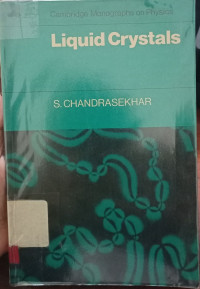 Cambridge Monographs on Physics
Liquid Crystals
S. CHANDRASEKHAR